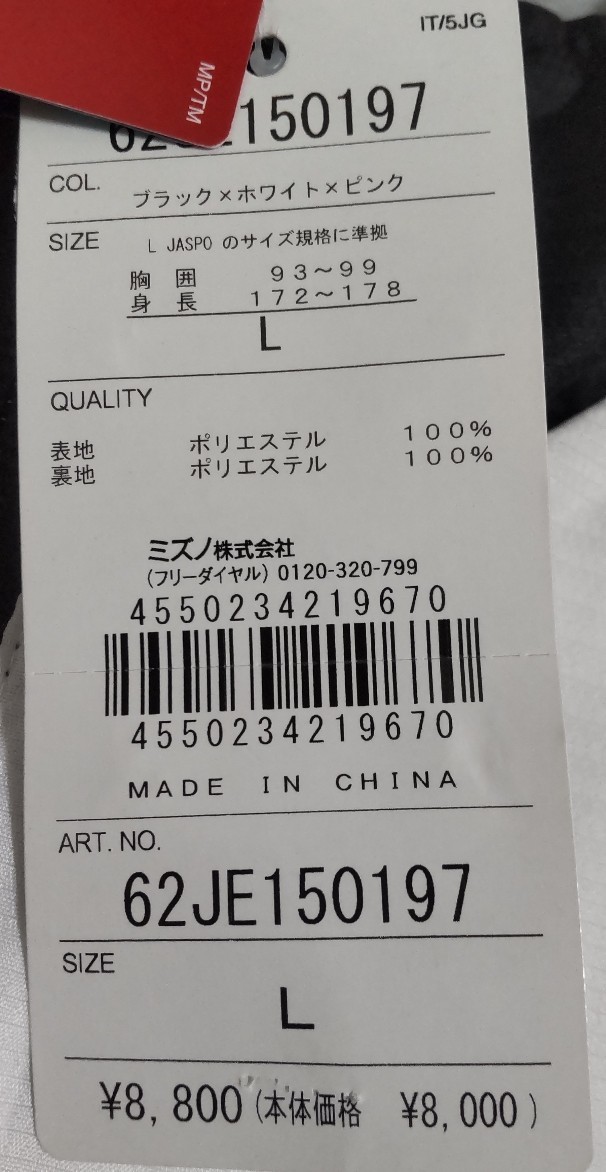 IT/5JG
MP/TM
62JE150197
COL.
ブラック×ホワイト×ピンク
SIZE
L JASPO のサイズ規格に準拠
胸 囲 93~99
身 長 172~178
L
QUALITY
表地 ポリエステル 100%
裏地 ポリエステル 100%
ミズノ株式会社
(フリーダイヤル) 0120-320-799
4550234219670
4550234219670
MADE IN CHINA
ART. NO.
62JE150197
SIZE
L
¥8,800(本体価格 ¥8,000)